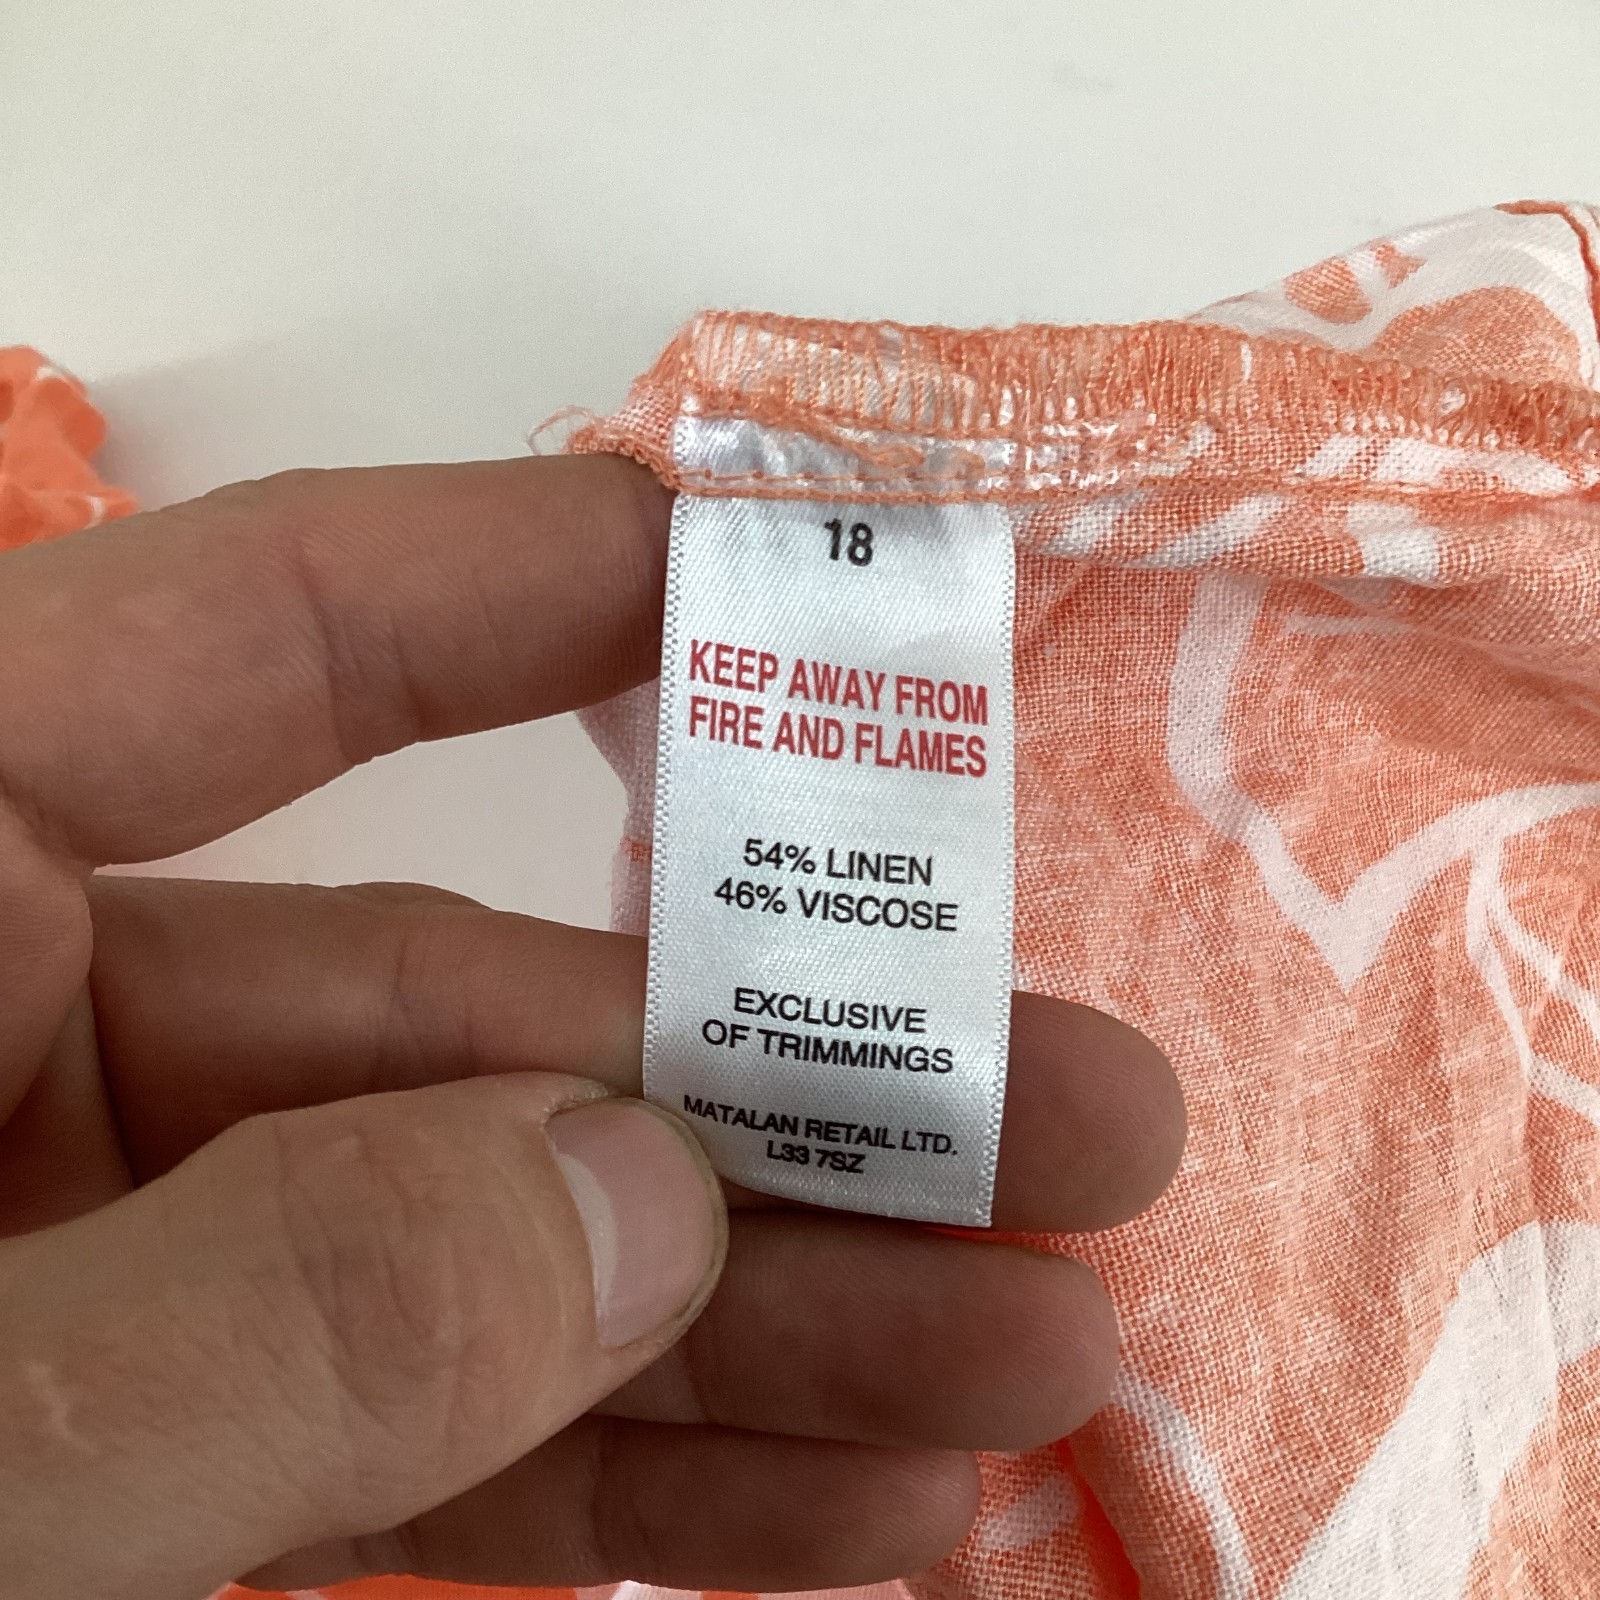 18
KEEP AWAY FROM
FIRE AND FLAMES
54% LINEN
46% VISCOSE
EXCLUSIVE
OF TRIMMINGS
MATALAN RETAIL LTD.
L33 7SZ